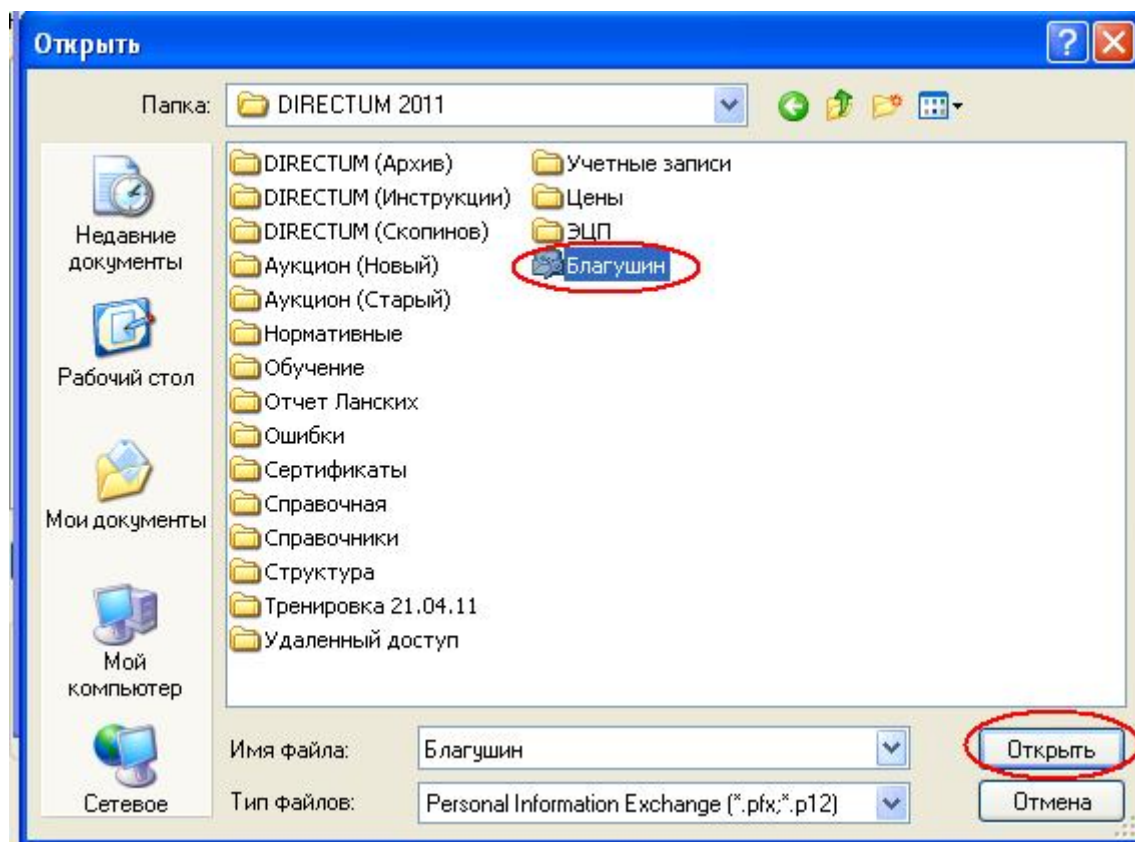 Открыть
Папка:
DIRECTUM 2011
Недавние
документы
Рабочий стол
Мои документы
Мой
компьютер
Сетевое
DIRECTUM (Архив)
DIRECTUM (Инструкции)
DIRECTUM (Скопинов)
Аукцион (Новый)
Аукцион (Старый)
Нормативные
Обучение
Отчет Ланских
Ошибки
Сертификаты
Справочная
Справочники
Структура
Тренировка 21.04.11
Удаленный доступ
Учетные записи
Цены
ЭЦП
Благушин
Имя файла:
Благушин
Открыть
Тип файлов:
Personal Information Exchange (*.pfx;*.p12)
Отмена